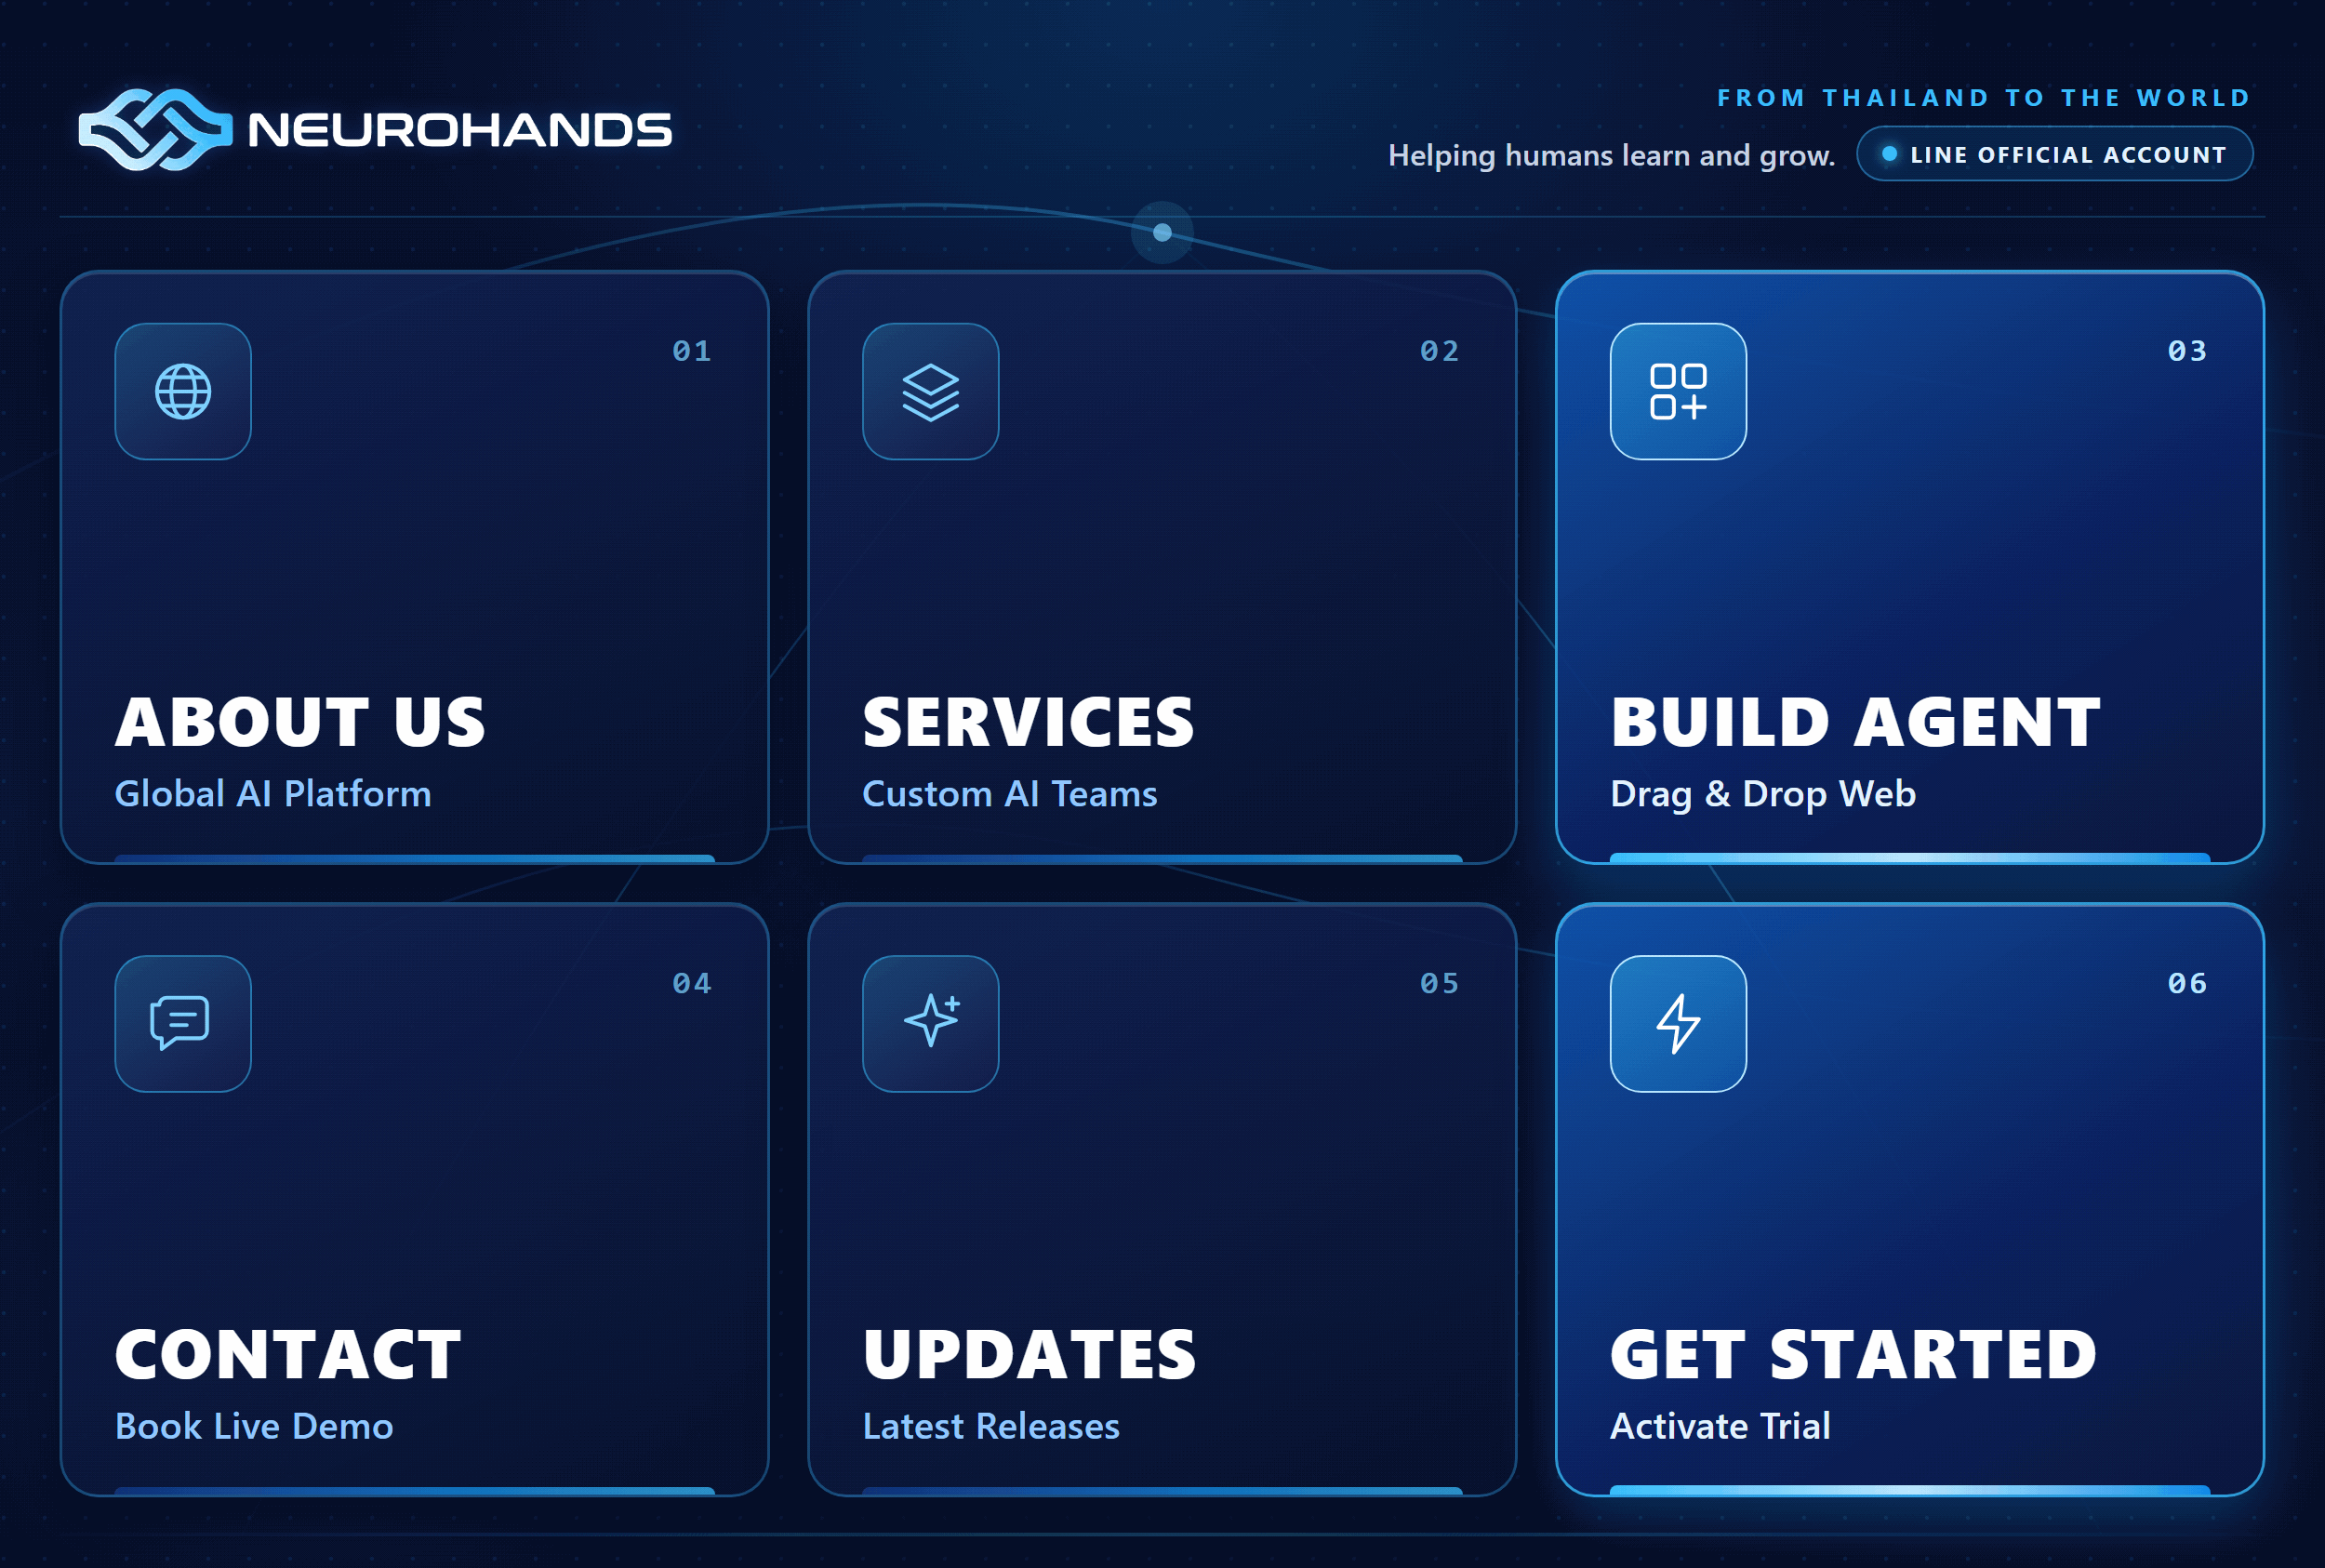 NEUROHANDS
FROM THAILAND TO THE WORLD
Helping humans learn and grow.
LINE OFFICIAL ACCOUNT
01
ABOUT US
Global AI Platform
02
SERVICES
Custom AI Teams
03
BUILD AGENT
Drag & Drop Web
04
CONTACT
Book Live Demo
05
UPDATES
Latest Releases
06
GET STARTED
Activate Trial